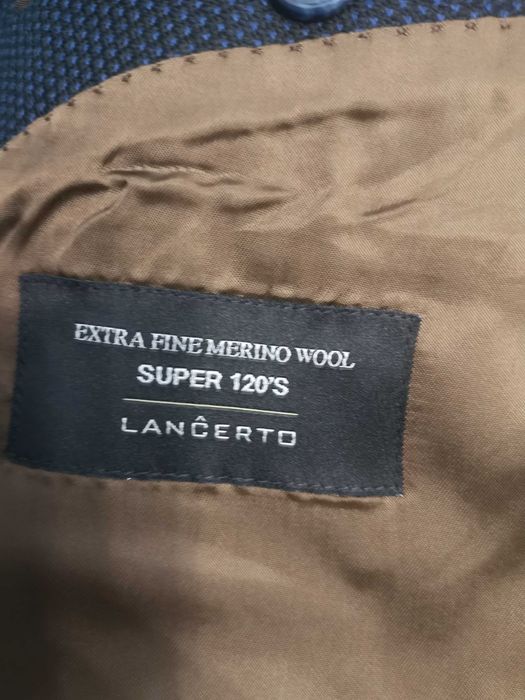 EXTRA FINE MERINO WOOL
SUPER 120'S
LANĈERTO